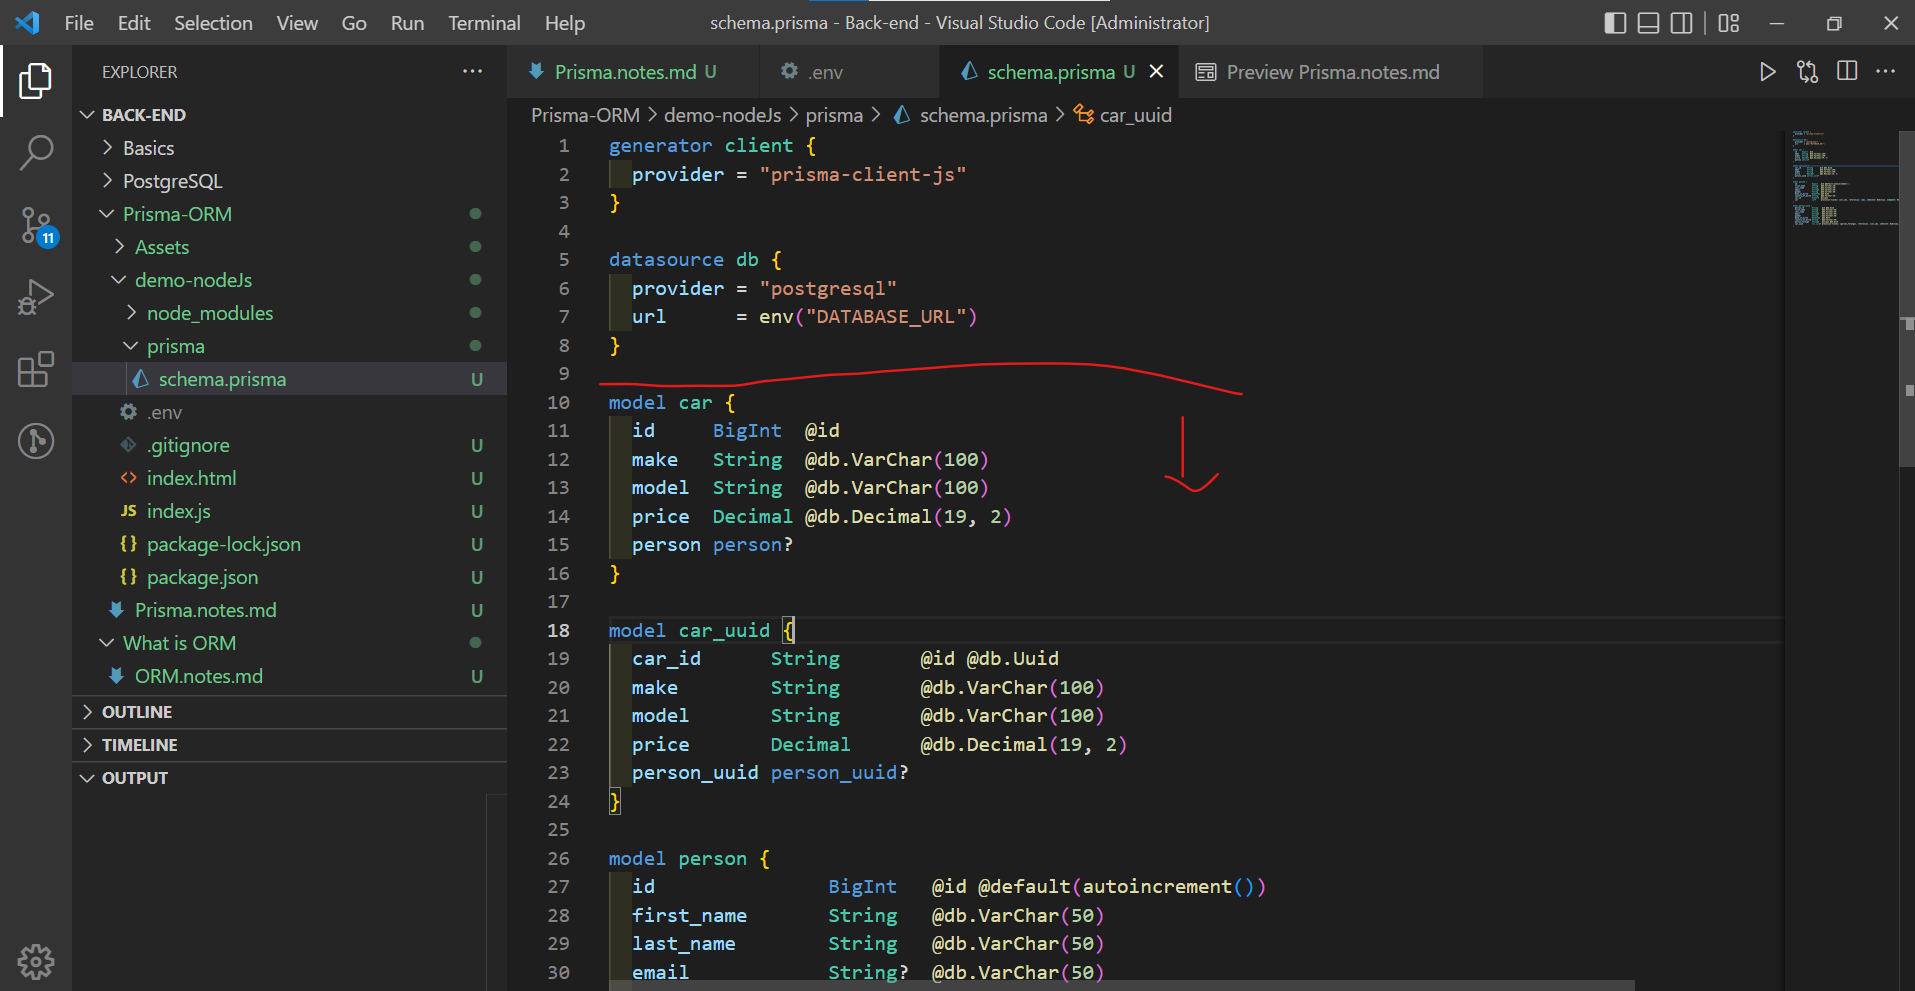 File Edit Selection View Go Run Terminal Help
schema.prisma - Back-end - Visual Studio Code [Administrator]
EXPLORER
BACK-END
Basics
PostgreSQL
Prisma-ORM
Assets
demo-nodeJs
node_modules
prisma
schema.prisma U
.env
.gitignore U
index.html U
JS index.js U
{} package-lock.json U
{} package.json U
Prisma.notes.md U
What is ORM
ORM.notes.md U
OUTLINE
TIMELINE
OUTPUT
11
Prisma.notes.md U
.env
schema.prisma U
Preview Prisma.notes.md
Prisma-ORM > demo-nodeJs > prisma > schema.prisma > car_uuid
1 generator client {
2 provider = "prisma-client-js"
3 }
4
5 datasource db {
6 provider = "postgresql"
7 url = env("DATABASE_URL")
8 }
9
10 model car {
11 id BigInt @id
12 make String @db.VarChar(100)
13 model String @db.VarChar(100)
14 price Decimal @db.Decimal(19, 2)
15 person person?
16 }
17
18 model car_uuid {
19 car_id String @id @db.Uuid
20 make String @db.VarChar(100)
21 model String @db.VarChar(100)
22 price Decimal @db.Decimal(19, 2)
23 person_uuid person_uuid?
24 }
25
26 model person {
27 id BigInt @id @default(autoincrement())
28 first_name String @db.VarChar(50)
29 last_name String @db.VarChar(50)
30 email String? @db.VarChar(50)